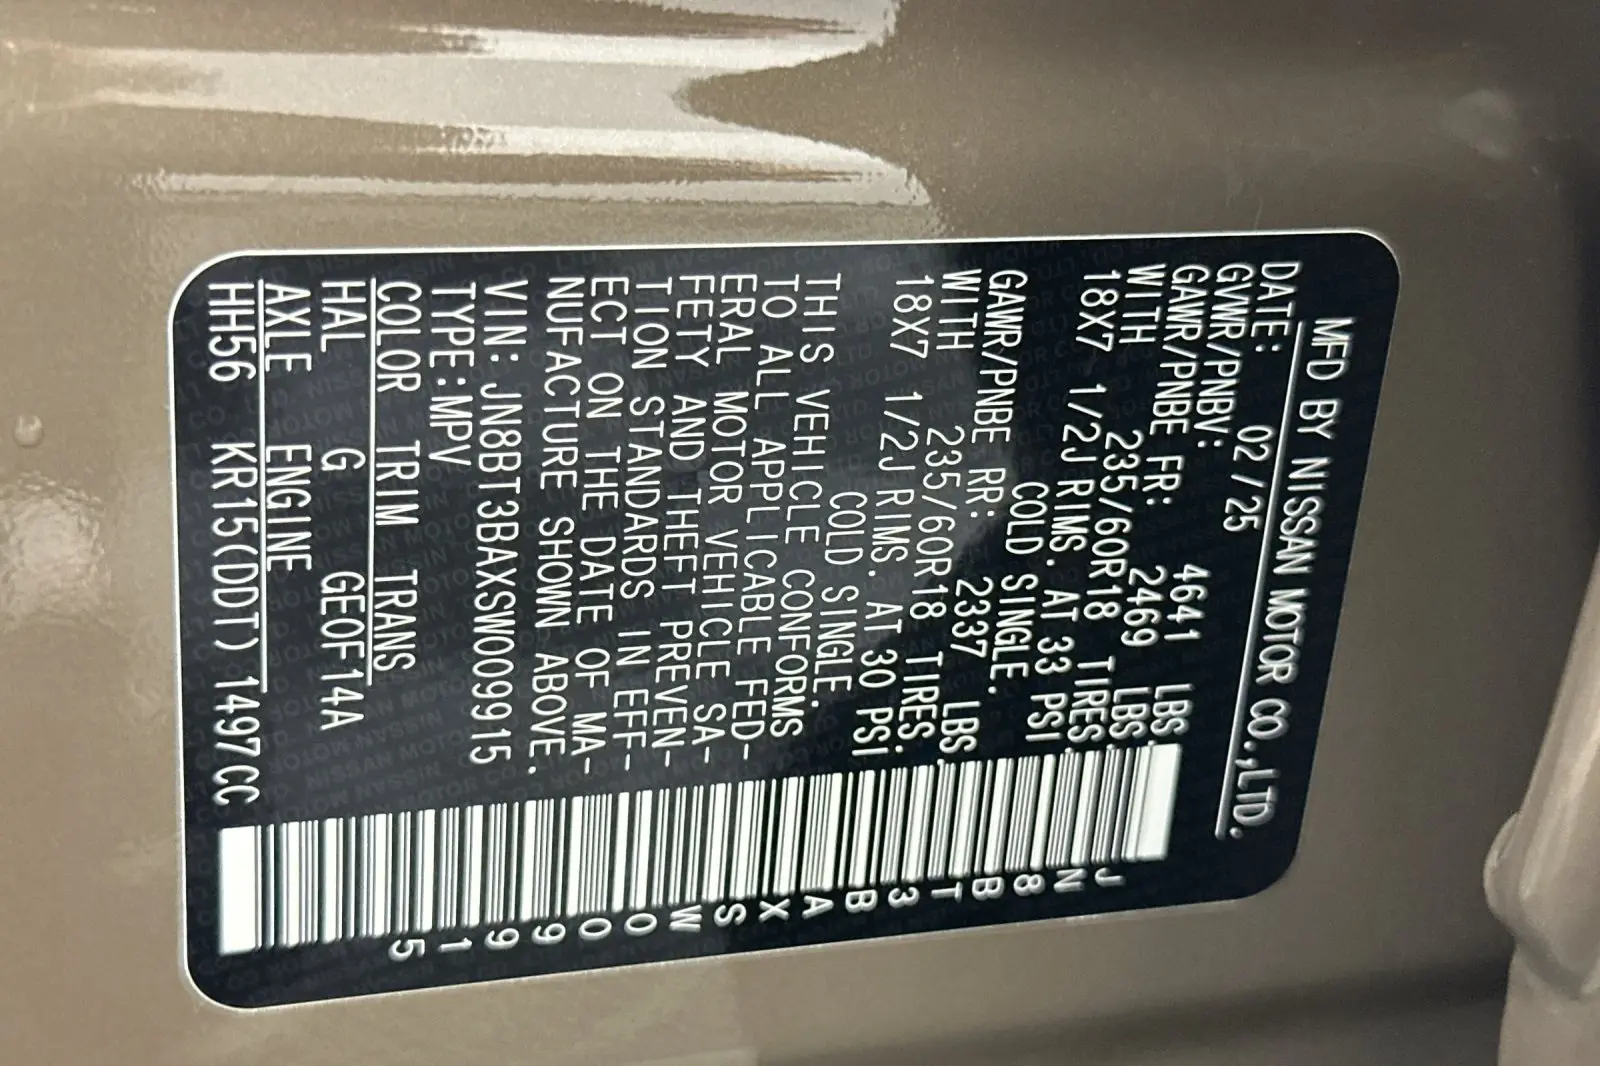 MFD BY NISSAN MOTOR CO.,LTD.
DATE: 02/25
GVWR/PNBV: 4641 LBS
GAWR/PNBE FR: 2469 LBS
WITH 235/60R18 TIRES,
18X7 1/2J RIMS. AT 33 PSI
COLD SINGLE.
GAWR/PNBE RR: 2337 LBS,
WITH 235/60R18 TIRES,
18X7 1/2J RIMS. AT 30 PSI
COLD SINGLE.
THIS VEHICLE CONFORMS
TO ALL APPLICABLE FED-
ERAL MOTOR VEHICLE SA-
FETY AND THEFT PREVEN-
TION STANDARDS IN EFF-
ECT ON THE DATE OF MA-
NUFACTURE SHOWN ABOVE.
VIN: JN8BT3BAXSW009915
TYPE:MPV
COLOR TRIM TRANS
HAL G GE0F14A
AXLE ENGINE
HH56 KR15(DDT) 1497CC
JN8BT3BAXSW009915